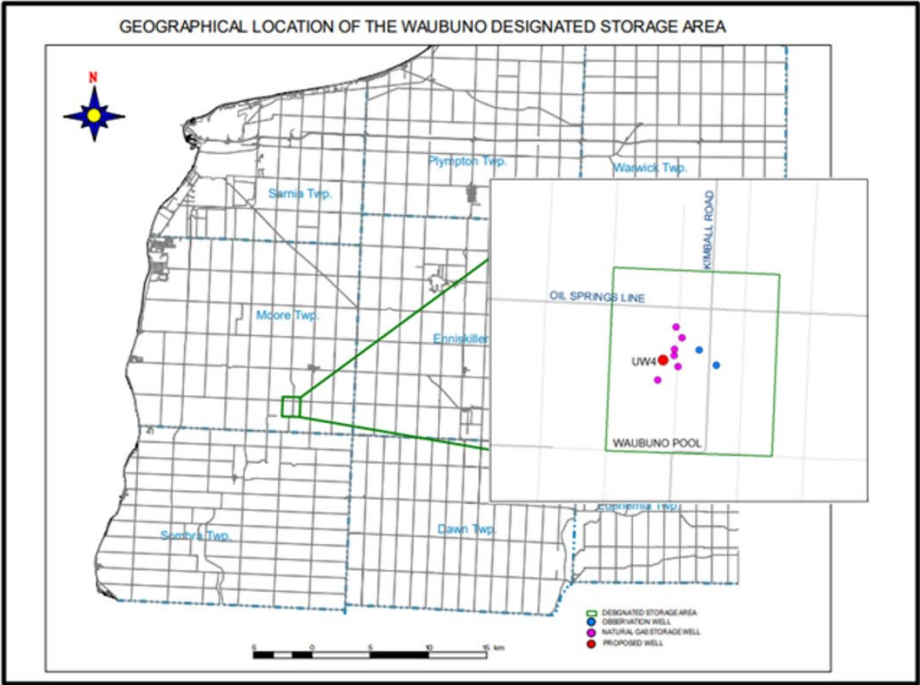 GEOGRAPHICAL LOCATION OF THE WAUBUNO DESIGNATED STORAGE AREA
N
Plympton Twp.
Warwick Twp.
Sarnia Twp.
KIMBALL ROAD
OIL SPRINGS LINE
Moore Twp.
Enniskillen
UW4
WAUBUNO POOL
Dawn Twp.
Sombra Twp.
DESIGNATED STORAGE AREA
OBSERVATION WELL
NATURAL GAS STORAGE WELL
PROPOSED WELL
5 0 5 10 15 km